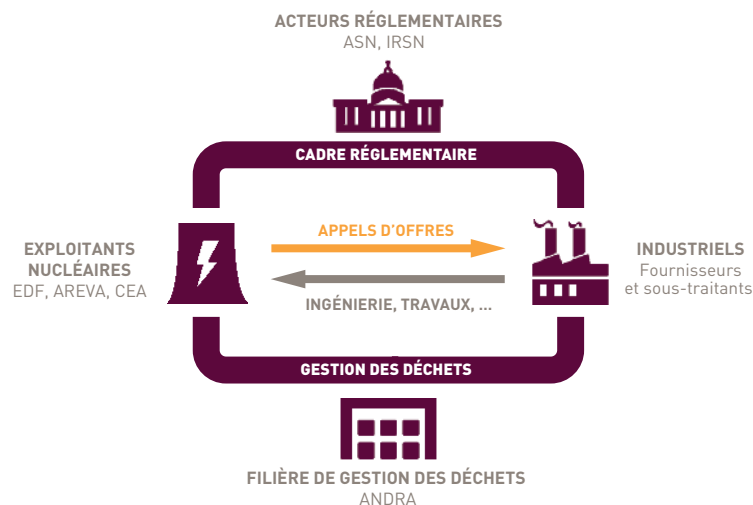 ACTEURS RÉGLEMENTAIRES
ASN, IRSN
CADRE RÉGLEMENTAIRE
APPELS D'OFFRES
EXPLOITANTS
NUCLÉAIRES
EDF, AREVA, CEA
INDUSTRIELS
Fournisseurs
et sous-traitants
INGÉNIERIE, TRAVAUX, ...
GESTION DES DÉCHETS
FILIÈRE DE GESTION DES DÉCHETS
ANDRA